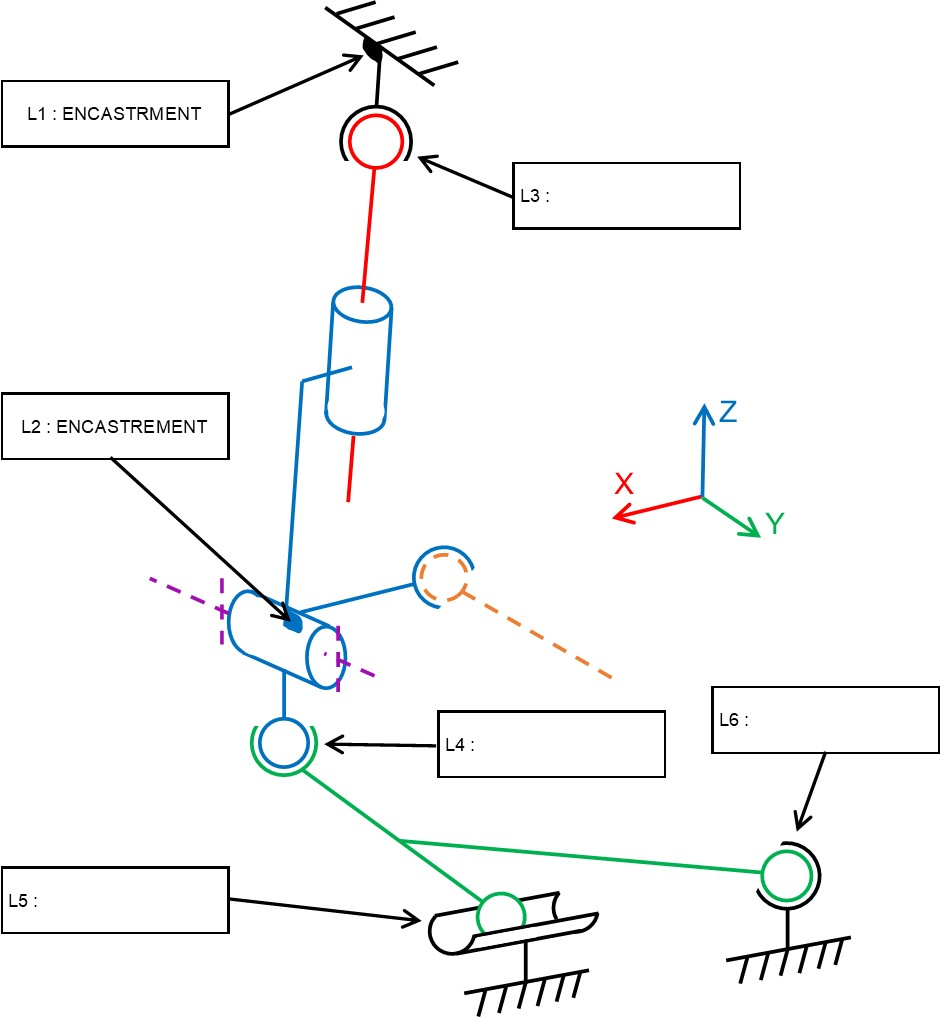 L1 : ENCASTRMENT
L3 :
L2 : ENCASTREMENT
Z
X
Y
L6 :
L4 :
L5 :